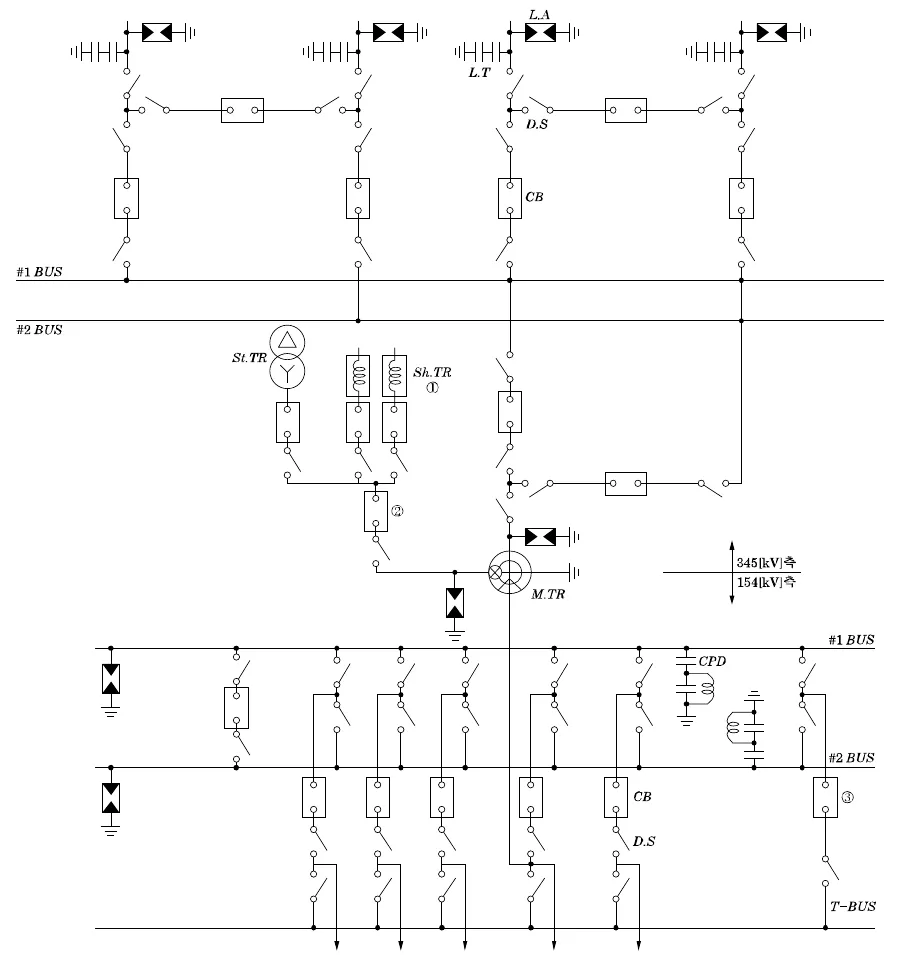 L.A
L.T
D.S
CB
#1 BUS
#2 BUS
St.TR
Sh.TR
①
②
345[kV]측
154[kV]측
M.TR
#1 BUS
CPD
#2 BUS
CB
③
D.S
T-BUS